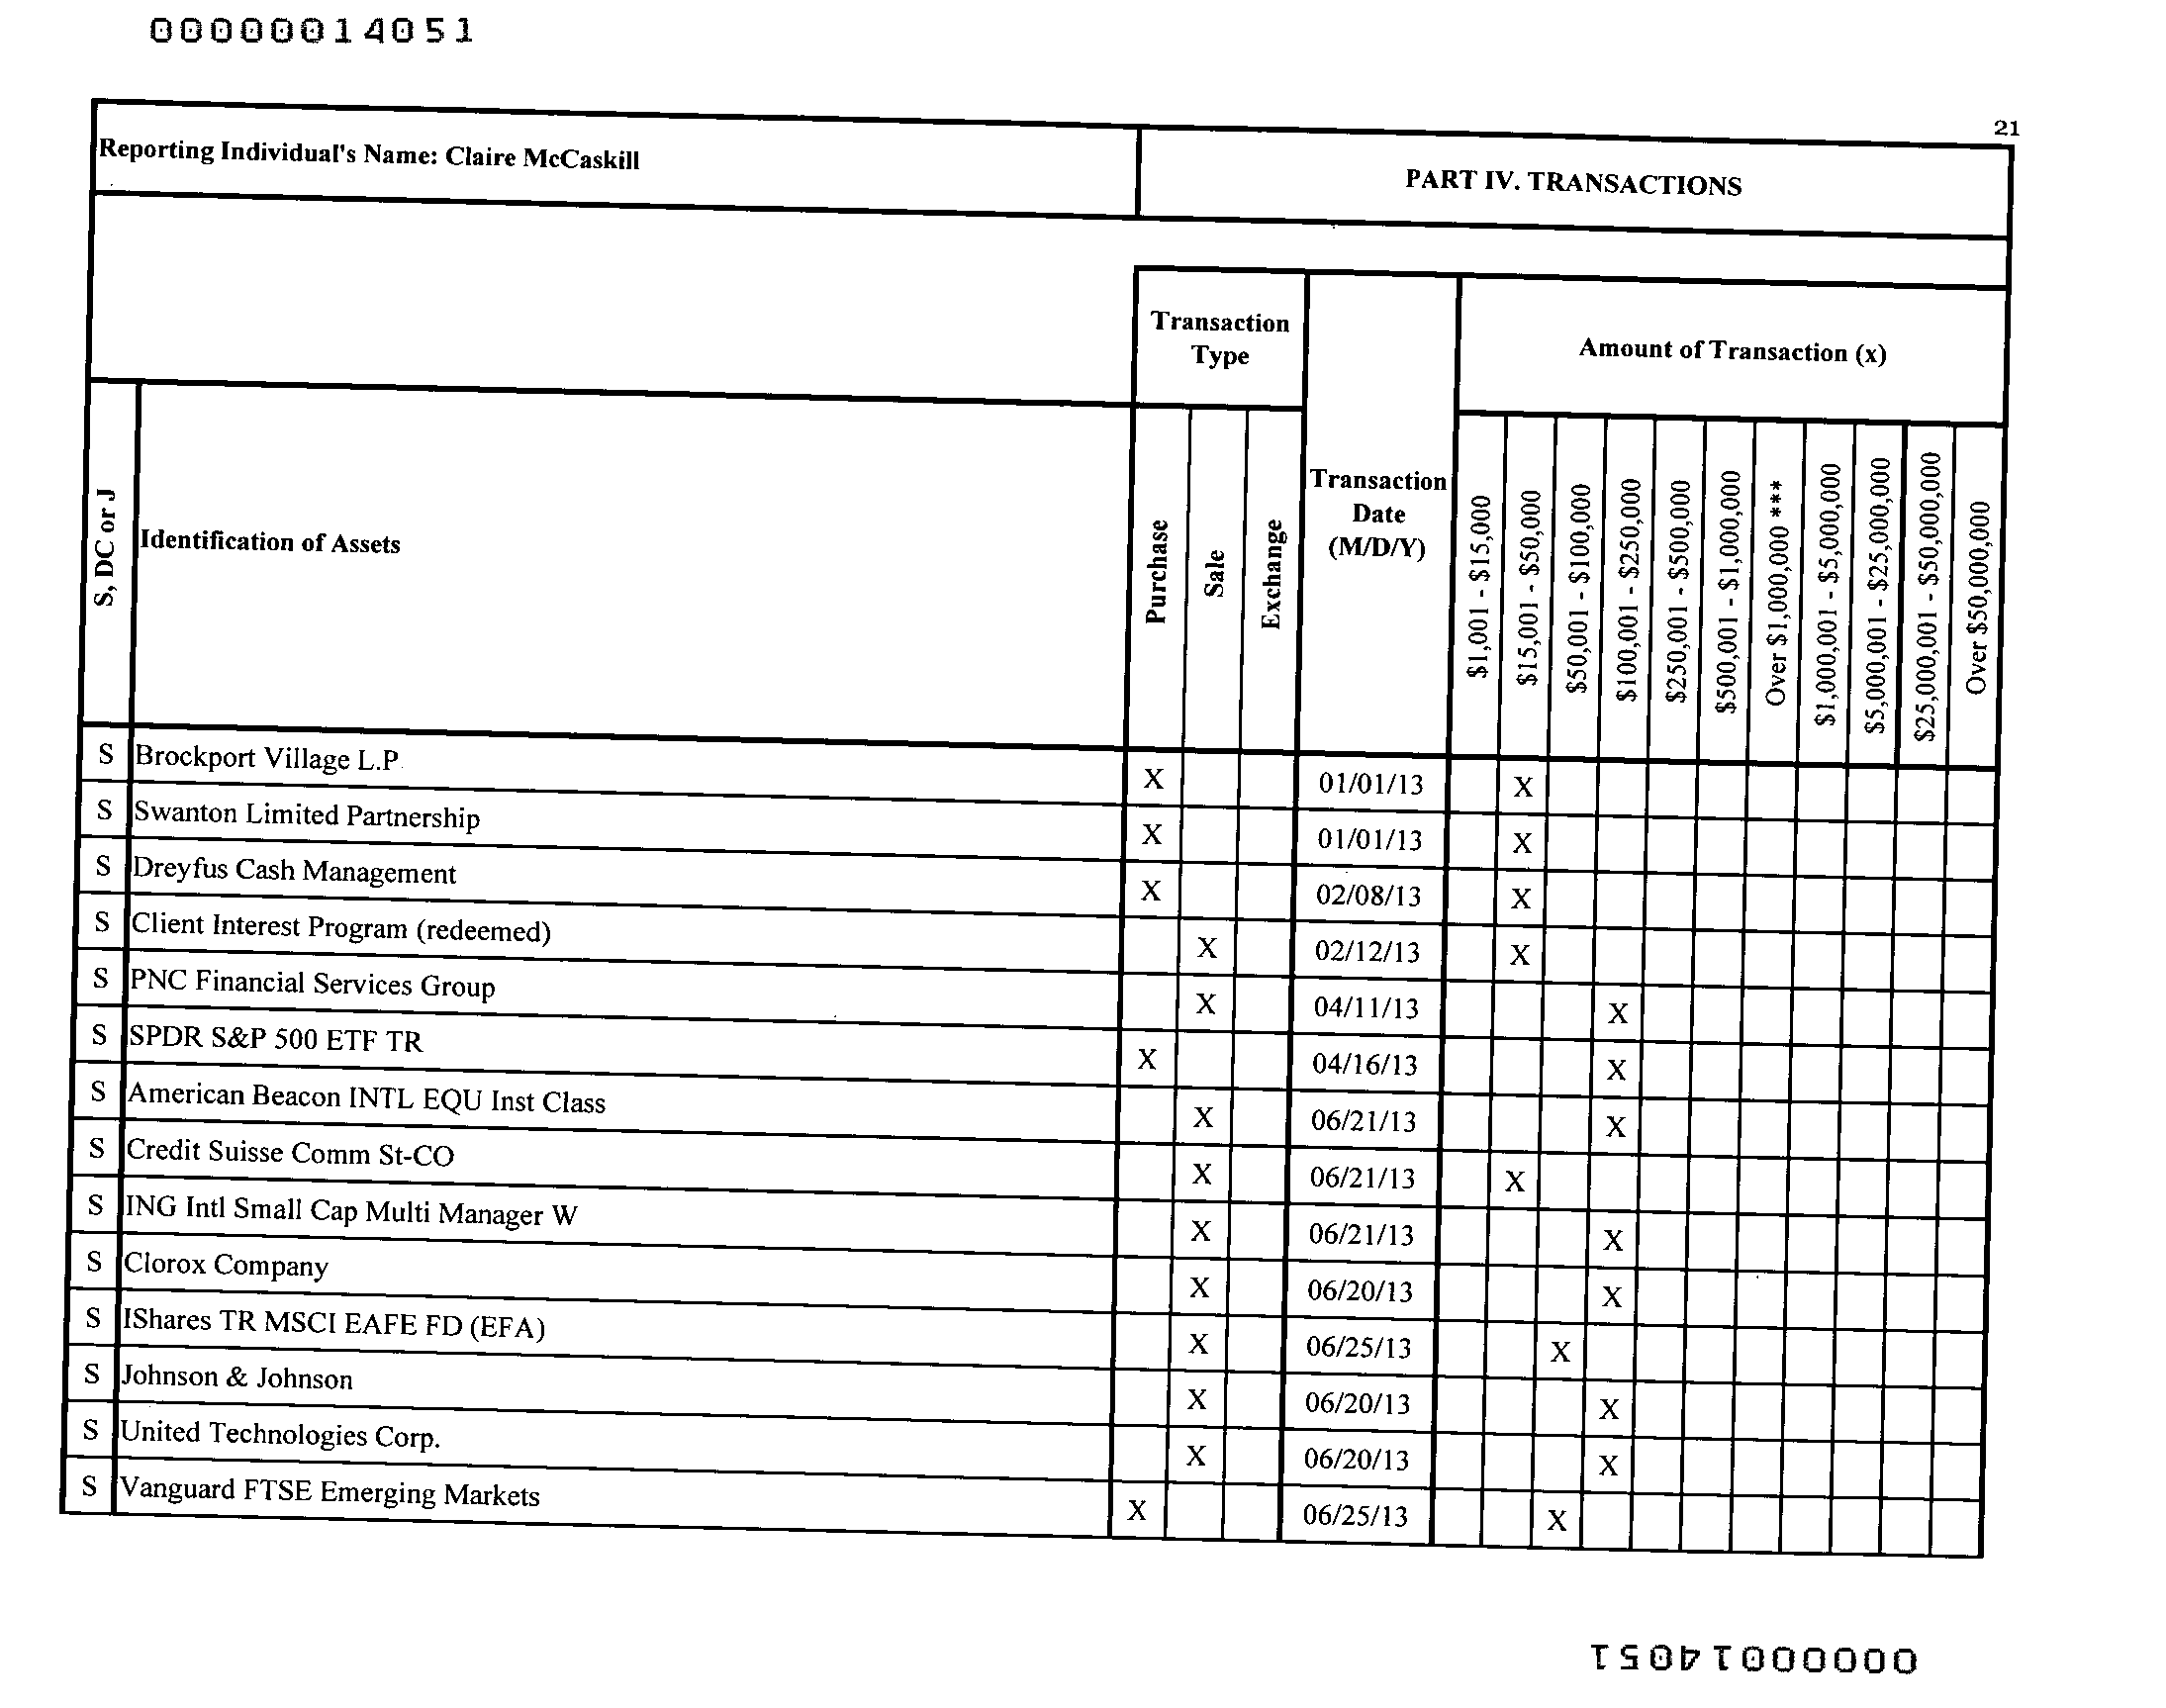 00000014051
21
Reporting Individual's Name: Claire McCaskill
PART IV. TRANSACTIONS
Transaction
Type
Amount of Transaction (x)
S, DC or J
Identification of Assets
Purchase
Sale
Exchange
Transaction
Date
(M/D/Y)
$1,001 - $15,000
$15,001 - $50,000
$50,001 - $100,000
$100,001 - $250,000
$250,001 - $500,000
$500,001 - $1,000,000
Over $1,000,000 ***
$1,000,001 - $5,000,000
$5,000,001 - $25,000,000
$25,000,001 - $50,000,000
Over $50,000,000
S Brockport Village L.P. X 01/01/13 X
S Swanton Limited Partnership X 01/01/13 X
S Dreyfus Cash Management X 02/08/13 X
S Client Interest Program (redeemed) X 02/12/13 X
S PNC Financial Services Group X 04/11/13 X
S SPDR S&P 500 ETF TR X 04/16/13 X
S American Beacon INTL EQU Inst Class X 06/21/13 X
S Credit Suisse Comm St-CO X 06/21/13 X
S ING Intl Small Cap Multi Manager W X 06/21/13 X
S Clorox Company X 06/20/13 X
S IShares TR MSCI EAFE FD (EFA) X 06/25/13 X
S Johnson & Johnson X 06/20/13 X
S United Technologies Corp. X 06/20/13 X
S Vanguard FTSE Emerging Markets X 06/25/13 X
00000014051